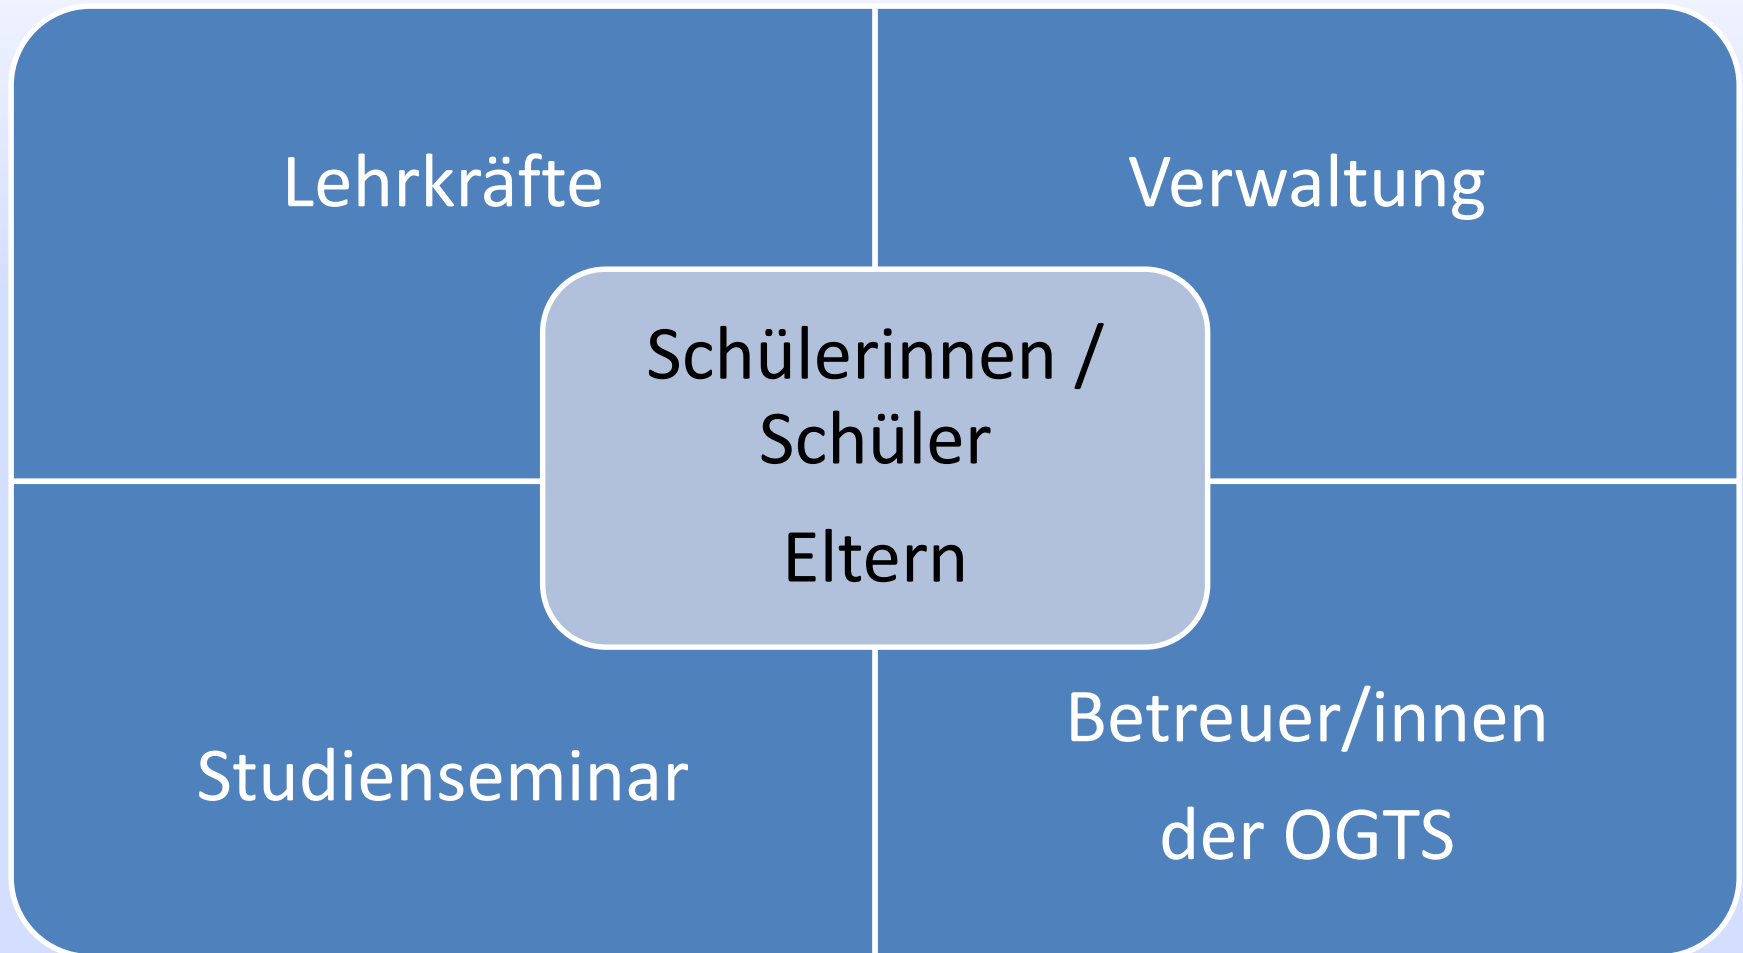 Lehrkräfte
Verwaltung
Schülerinnen /
Schüler
Eltern
Studienseminar
Betreuer/innen
der OGTS